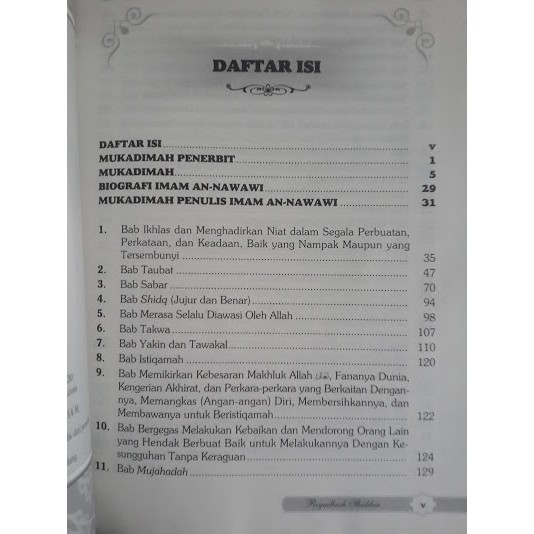 DAFTAR ISI
DAFTAR ISI v
MUKADIMAH PENERBIT 1
MUKADIMAH 5
BIOGRAFI IMAM AN-NAWAWI 29
MUKADIMAH PENULIS IMAM AN-NAWAWI 31
1. Bab Ikhlas dan Menghadirkan Niat dalam Segala Perbuatan,
Perkataan, dan Keadaan, Baik yang Nampak Maupun yang
Tersembunyi 35
2. Bab Taubat 47
3. Bab Sabar 70
4. Bab Shidq (Jujur dan Benar) 94
5. Bab Merasa Selalu Diawasi Oleh Allah 98
6. Bab Takwa 107
7. Bab Yakin dan Tawakal 110
8. Bab Istiqamah 120
9. Bab Memikirkan Kebesaran Makhluk Allah ﷻ, Fananya Dunia,
Kengerian Akhirat, dan Perkara-perkara yang Berkaitan Dengan-
nya, Memangkas (Angan-angan) Diri, Membersihkannya, dan
Membawanya untuk Beristiqamah 122
10. Bab Bergegas Melakukan Kebaikan dan Mendorong Orang Lain
yang Hendak Berbuat Baik untuk Melakukannya Dengan Ke-
sungguhan Tanpa Keraguan 124
11. Bab Mujahadah 129
Riyadhush Shalihin v